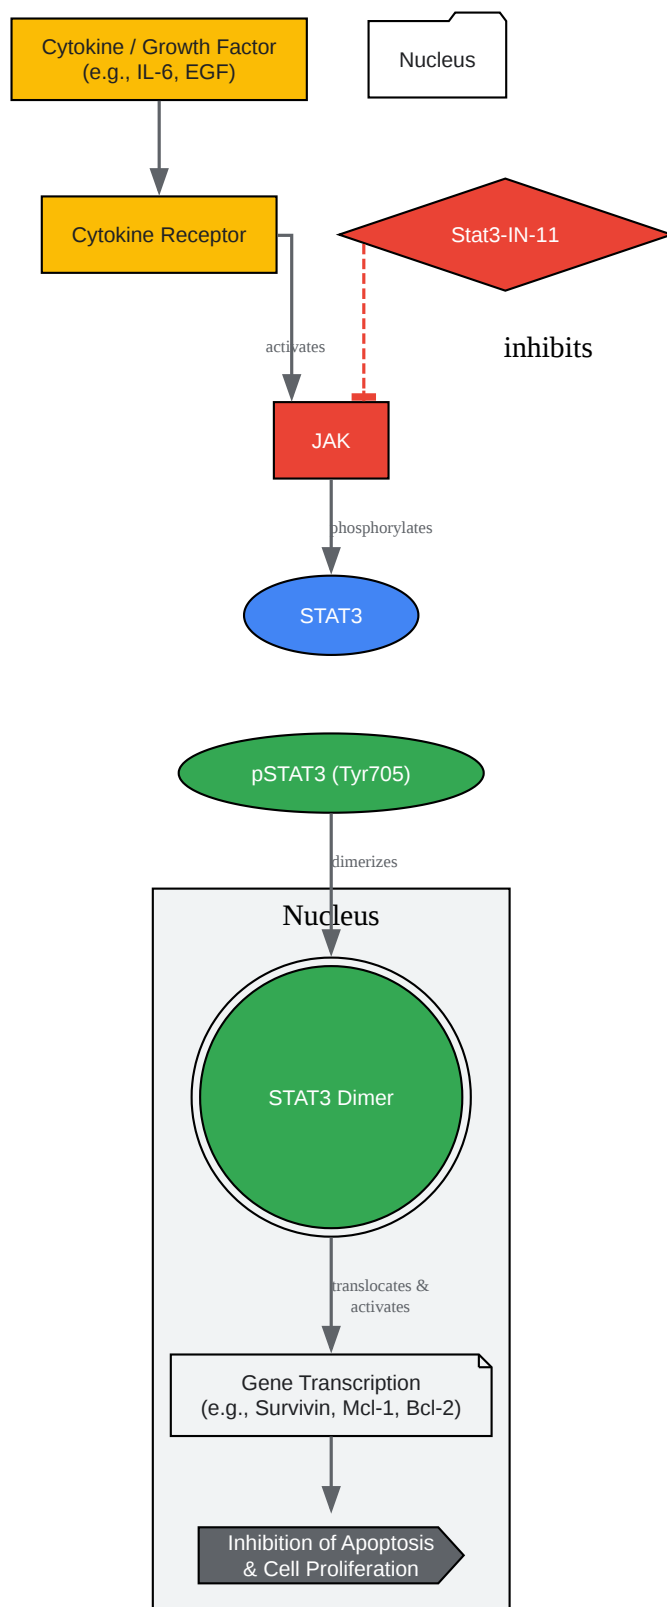 Cytokine / Growth Factor
(e.g., IL-6, EGF)
Nucleus
Cytokine Receptor
Stat3-IN-11
activates
inhibits
JAK
phosphorylates
STAT3
pSTAT3 (Tyr705)
dimerizes
Nucleus
STAT3 Dimer
translocates &
activates
Gene Transcription
(e.g., Survivin, Mcl-1, Bcl-2)
Inhibition of Apoptosis
& Cell Proliferation